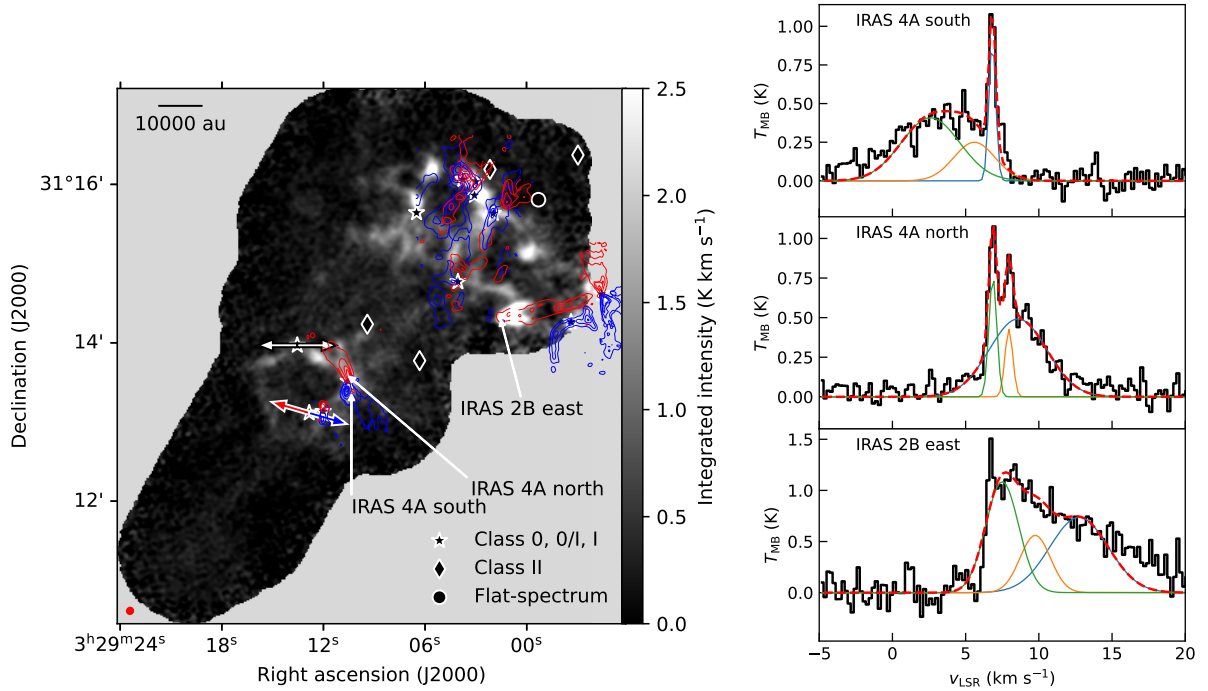 10000 au
31°16'
14'
12'
3ʰ29ᵐ24ˢ
18ˢ
12ˢ
06ˢ
00ˢ
Right ascension (J2000)
Declination (J2000)
IRAS 2B east
IRAS 4A north
IRAS 4A south
Class 0, 0/I, I
Class II
Flat-spectrum
2.5
2.0
1.5
1.0
0.5
0.0
Integrated intensity (K km s⁻¹)
IRAS 4A south
1.00
0.75
0.50
0.25
0.00
T_MB (K)
IRAS 4A north
1.00
0.75
0.50
0.25
0.00
T_MB (K)
IRAS 2B east
1.5
1.0
0.5
0.0
T_MB (K)
−5
0
5
10
15
20
v_LSR (km s⁻¹)